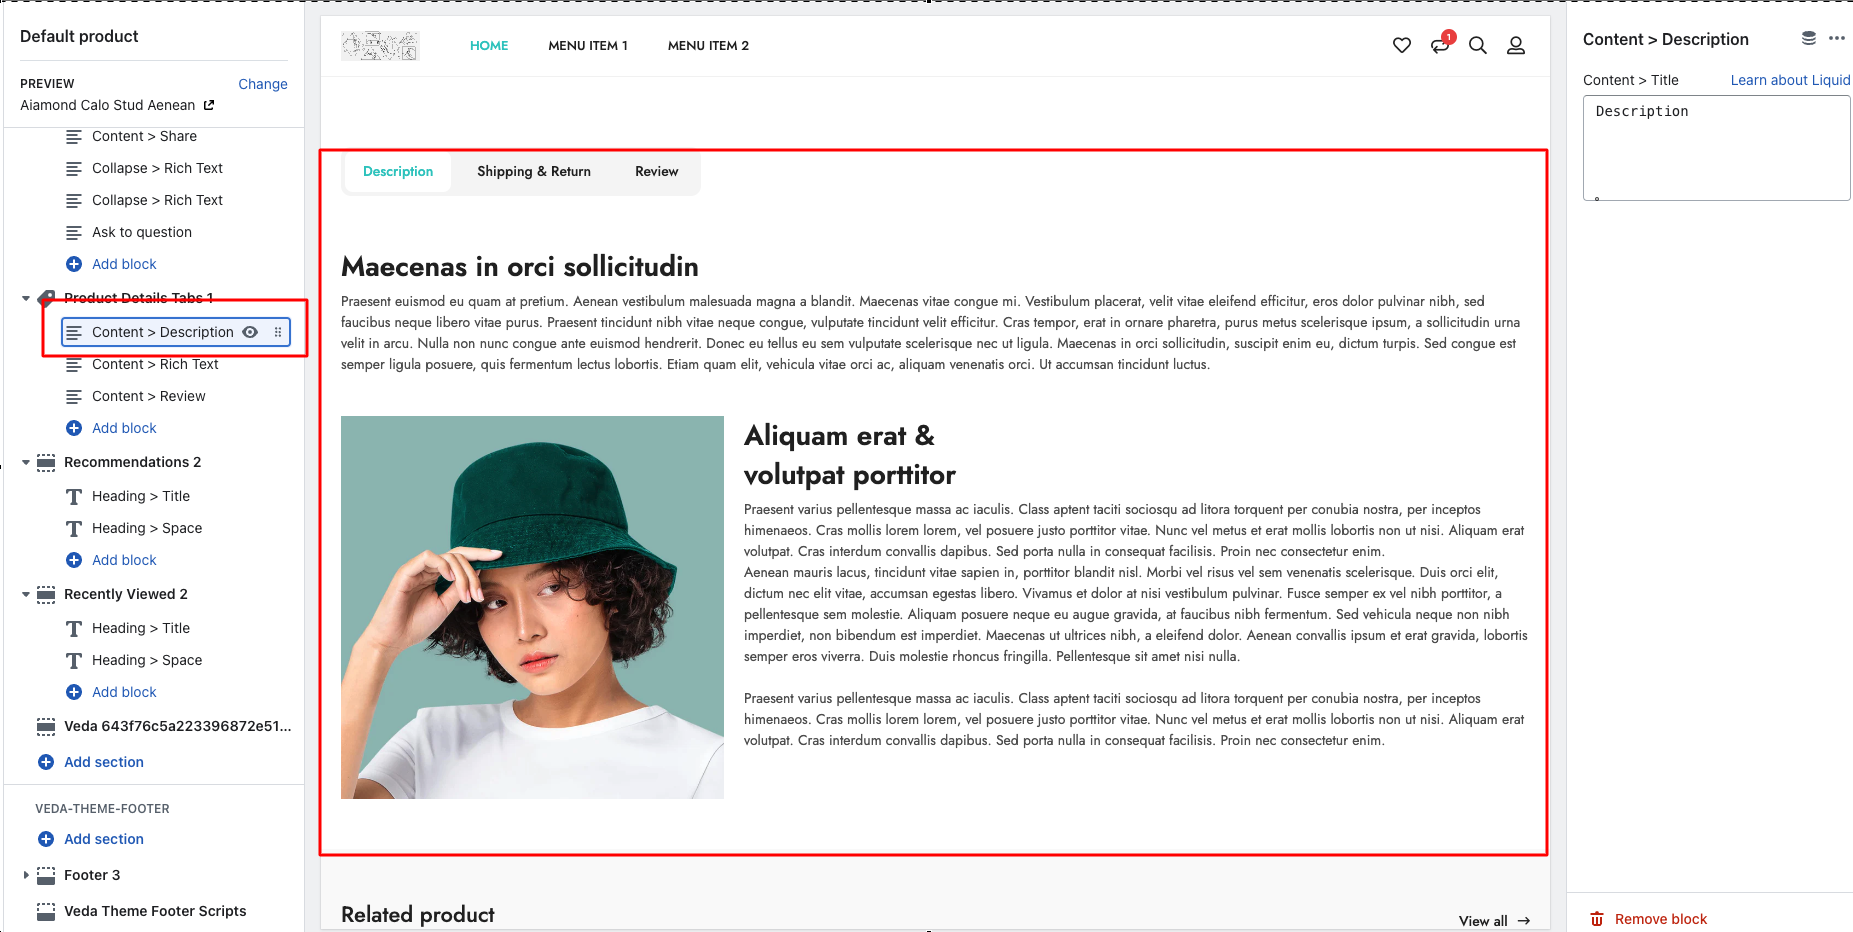 Default product
PREVIEW
Change
Aiamond Calo Stud Aenean
Content > Share
Collapse > Rich Text
Collapse > Rich Text
Ask to question
Add block
Product Details Tabs 1
Content > Description
Content > Rich Text
Content > Review
Add block
Recommendations 2
Heading > Title
Heading > Space
Add block
Recently Viewed 2
Heading > Title
Heading > Space
Add block
Veda 643f76c5a223396872e51...
Add section
VEDA-THEME-FOOTER
Add section
Footer 3
Veda Theme Footer Scripts
HOME MENU ITEM 1 MENU ITEM 2
1
Description Shipping & Return Review
Maecenas in orci sollicitudin
Praesent euismod eu quam at pretium. Aenean vestibulum malesuada magna a blandit. Maecenas vitae congue mi. Vestibulum placerat, velit vitae eleifend efficitur, eros dolor pulvinar nibh, sed
faucibus neque libero vitae purus. Praesent tincidunt nibh vitae neque congue, vulputate tincidunt velit efficitur. Cras tempor, erat in ornare pharetra, purus metus scelerisque ipsum, a sollicitudin urna
velit in arcu. Nulla non nunc congue ante euismod hendrerit. Donec eu tellus eu sem vulputate scelerisque nec ut ligula. Maecenas in orci sollicitudin, suscipit enim eu, dictum turpis. Sed congue est
semper ligula posuere, quis fermentum lectus lobortis. Etiam quam elit, vehicula vitae orci ac, aliquam venenatis orci. Ut accumsan tincidunt luctus.
Aliquam erat &
volutpat porttitor
Praesent varius pellentesque massa ac iaculis. Class aptent taciti sociosqu ad litora torquent per conubia nostra, per inceptos
himenaeos. Cras mollis lorem lorem, vel posuere justo porttitor vitae. Nunc vel metus et erat mollis lobortis non ut nisi. Aliquam erat
volutpat. Cras interdum convallis dapibus. Sed porta nulla in consequat facilisis. Proin nec consectetur enim.
Aenean mauris lacus, tincidunt vitae sapien in, porttitor blandit nisl. Morbi vel risus vel sem venenatis scelerisque. Duis orci elit,
dictum nec elit vitae, accumsan egestas libero. Vivamus et dolor at nisi vestibulum pulvinar. Fusce semper ex vel nibh porttitor, a
pellentesque sem molestie. Aliquam posuere neque eu augue gravida, at faucibus nibh fermentum. Sed vehicula neque non nibh
imperdiet, non bibendum est imperdiet. Maecenas ut ultrices nibh, a eleifend dolor. Aenean convallis ipsum et erat gravida, lobortis
semper eros viverra. Duis molestie rhoncus fringilla. Pellentesque sit amet nisi nulla.
Praesent varius pellentesque massa ac iaculis. Class aptent taciti sociosqu ad litora torquent per conubia nostra, per inceptos
himenaeos. Cras mollis lorem lorem, vel posuere justo porttitor vitae. Nunc vel metus et erat mollis lobortis non ut nisi. Aliquam erat
volutpat. Cras interdum convallis dapibus. Sed porta nulla in consequat facilisis. Proin nec consectetur enim.
Related product
View all
Content > Description
Content > Title
Learn about Liquid
Description
Remove block